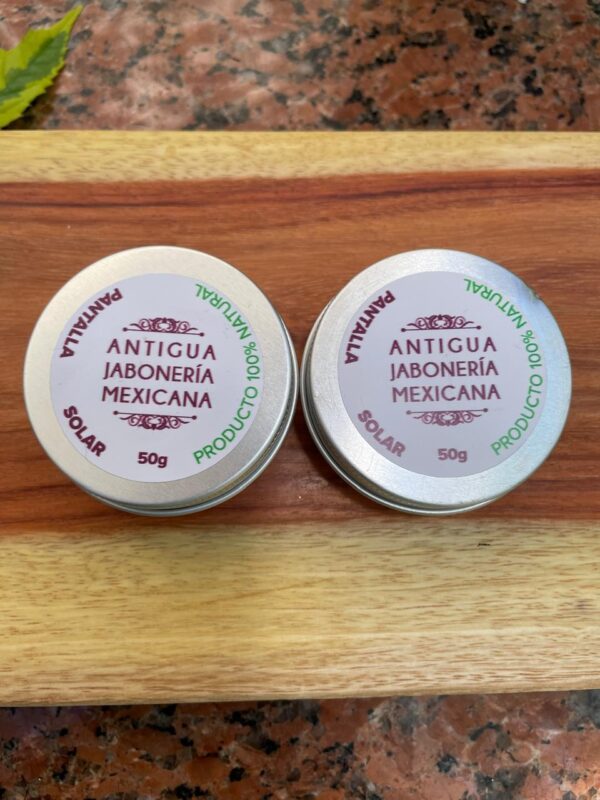 ANTIGUA
JABONERÍA
MEXICANA
PANTALLA
SOLAR
50g
PRODUCTO 100% NATURAL
ANTIGUA
JABONERÍA
MEXICANA
PANTALLA
SOLAR
50g
PRODUCTO 100% NATURAL